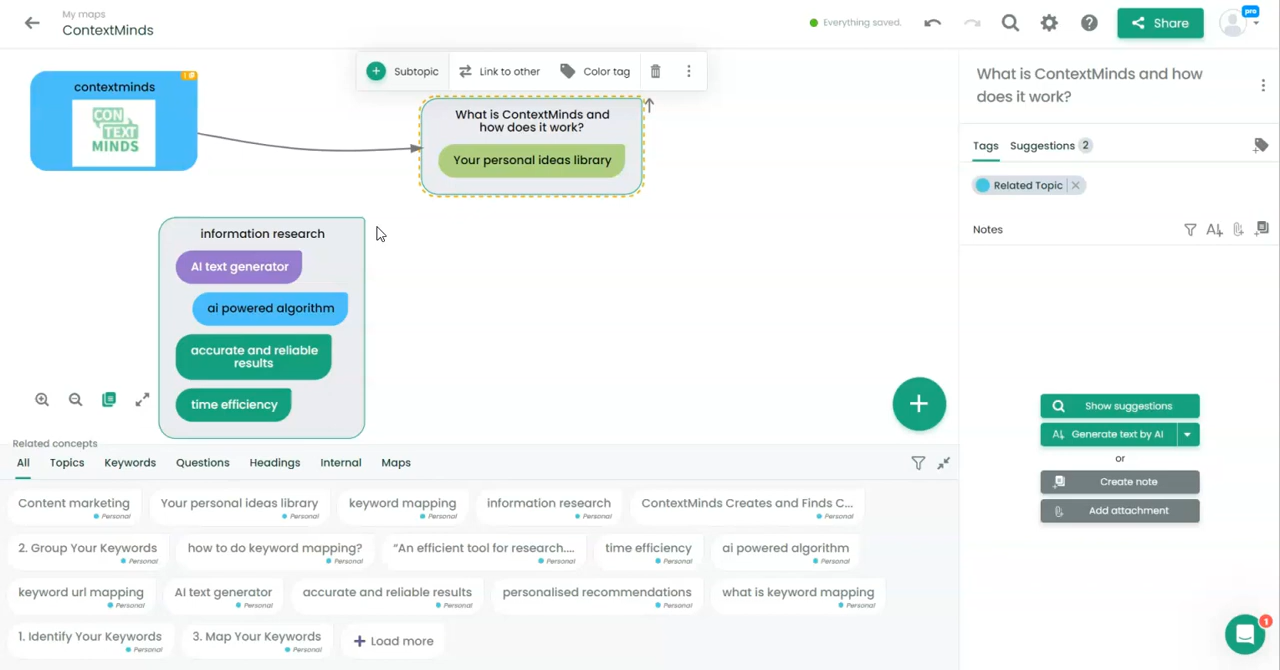 My maps
ContextMinds
Everything saved.
Share
pro
Subtopic
Link to other
Color tag
contextminds
1
CON
TEXT
MINDS
What is ContextMinds and
how does it work?
Your personal ideas library
information research
AI text generator
ai powered algorithm
accurate and reliable
results
time efficiency
What is ContextMinds and how
does it work?
Tags
Suggestions 2
Related Topic
Notes
Show suggestions
Generate text by AI
or
Create note
Add attachment
Related concepts
All Topics Keywords Questions Headings Internal Maps
Content marketing
Personal
Your personal ideas library
Personal
keyword mapping
Personal
information research
Personal
ContextMinds Creates and Finds C...
Personal
2. Group Your Keywords
Personal
how to do keyword mapping?
Personal
“An efficient tool for research....
Personal
time efficiency
Personal
ai powered algorithm
Personal
keyword url mapping
Personal
AI text generator
Personal
accurate and reliable results
Personal
personalised recommendations
Personal
what is keyword mapping
Personal
1. Identify Your Keywords
Personal
3. Map Your Keywords
Personal
Load more
1